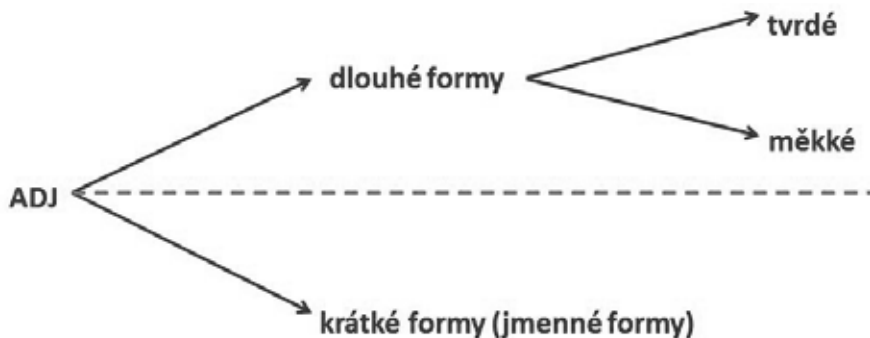 tvrdé
dlouhé formy
měkké
ADJ
krátké formy (jmenné formy)